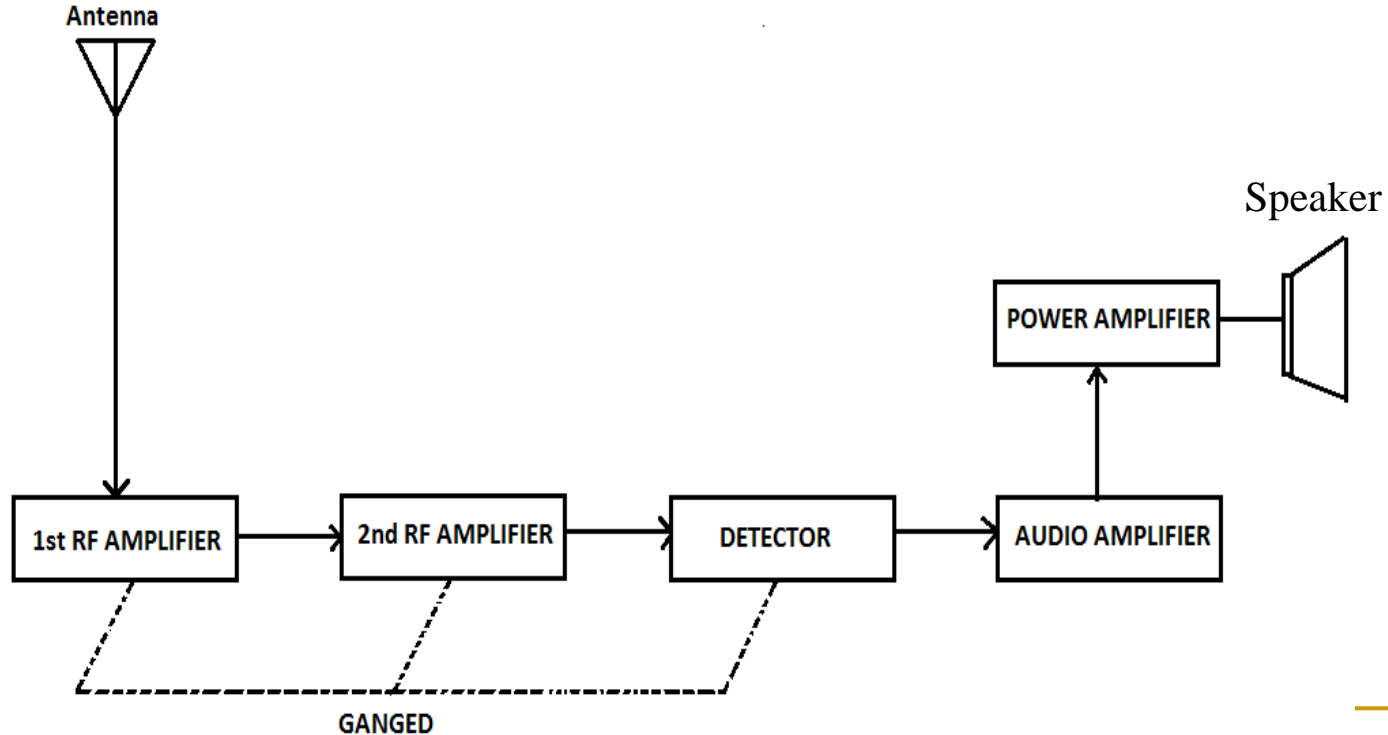 Antenna
Speaker
POWER AMPLIFIER
1st RF AMPLIFIER
2nd RF AMPLIFIER
DETECTOR
AUDIO AMPLIFIER
GANGED